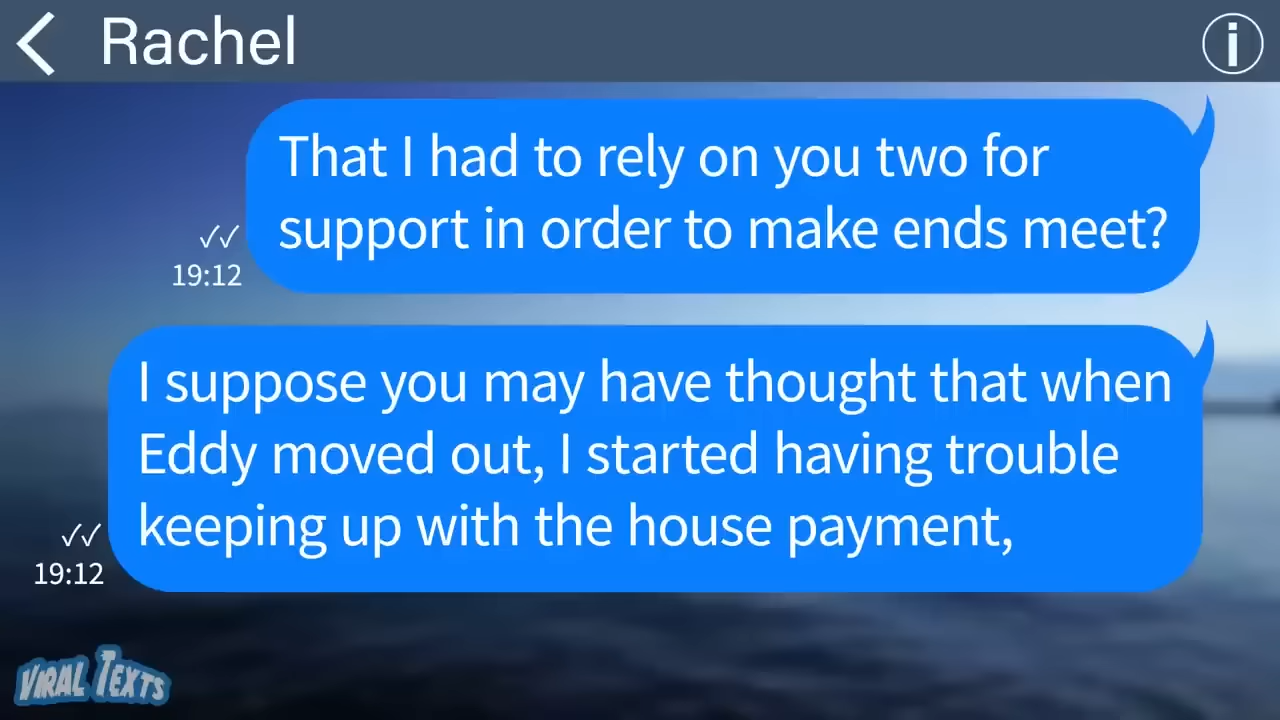 Rachel
That I had to rely on you two for
support in order to make ends meet?
19:12
I suppose you may have thought that when
Eddy moved out, I started having trouble
keeping up with the house payment,
19:12
VIRAL TEXTS